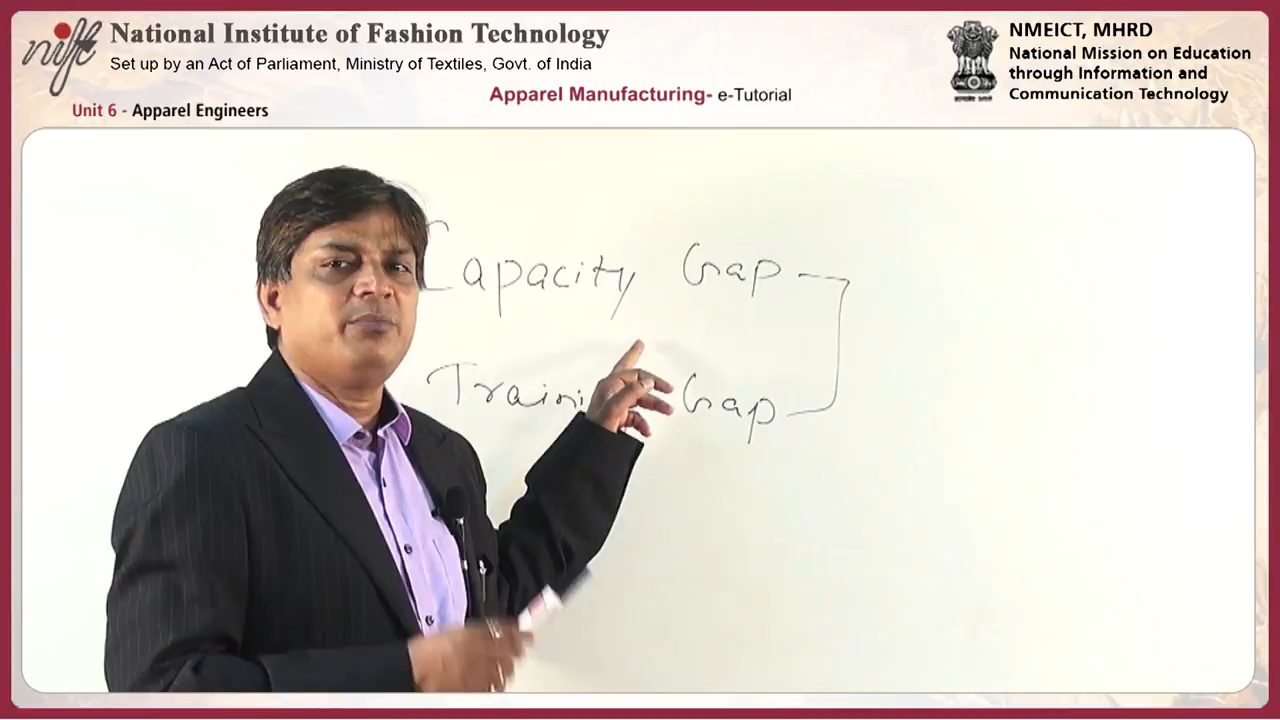 nift
National Institute of Fashion Technology
Set up by an Act of Parliament, Ministry of Textiles, Govt. of India
NMEICT, MHRD
National Mission on Education
through Information and
Communication Technology
Apparel Manufacturing- e-Tutorial
Unit 6 - Apparel Engineers
Capacity Gap
Gap